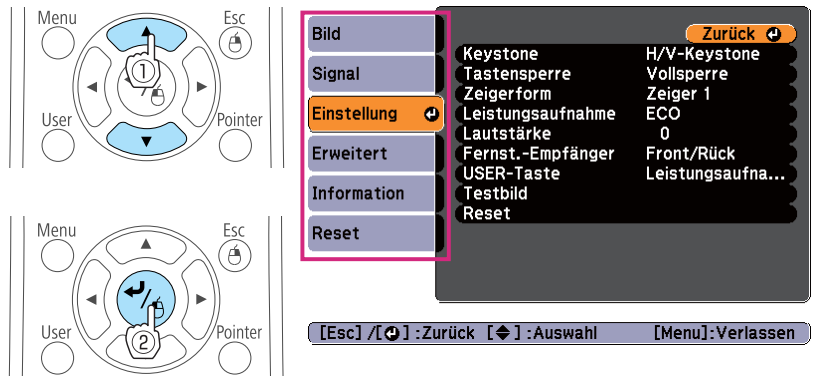 Menu
Esc
①
User
Pointer
Menu
Esc
User
②
Pointer
Bild
Signal
Einstellung
Erweitert
Information
Reset
Zurück
Keystone H/V-Keystone
Tastensperre Vollsperre
Zeigerform Zeiger 1
Leistungsaufnahme ECO
Lautstärke 0
Fernst.-Empfänger Front/Rück
USER-Taste Leistungsaufna...
Testbild
Reset
[Esc] /[⏎] :Zurück [◆] :Auswahl [Menu]:Verlassen